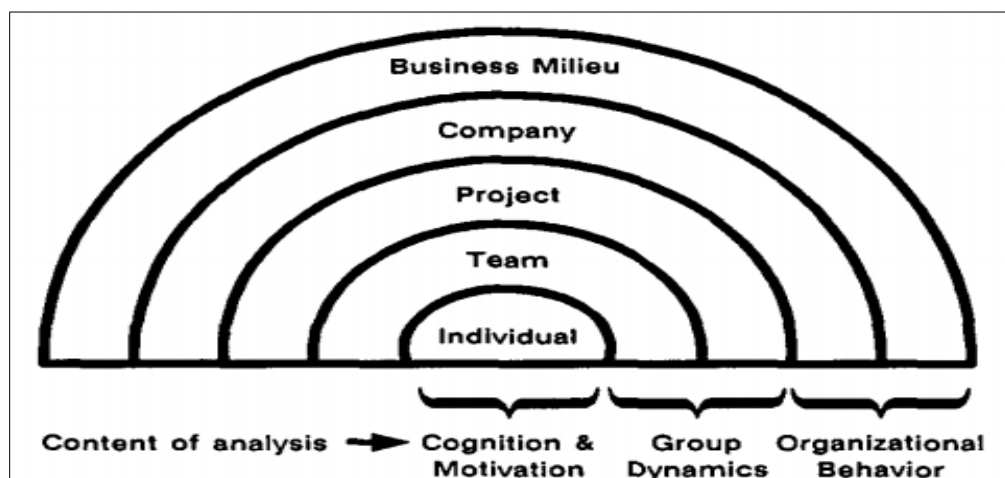 Business Milieu
Company
Project
Team
Individual
Content of analysis
Cognition &
Motivation
Group
Dynamics
Organizational
Behavior